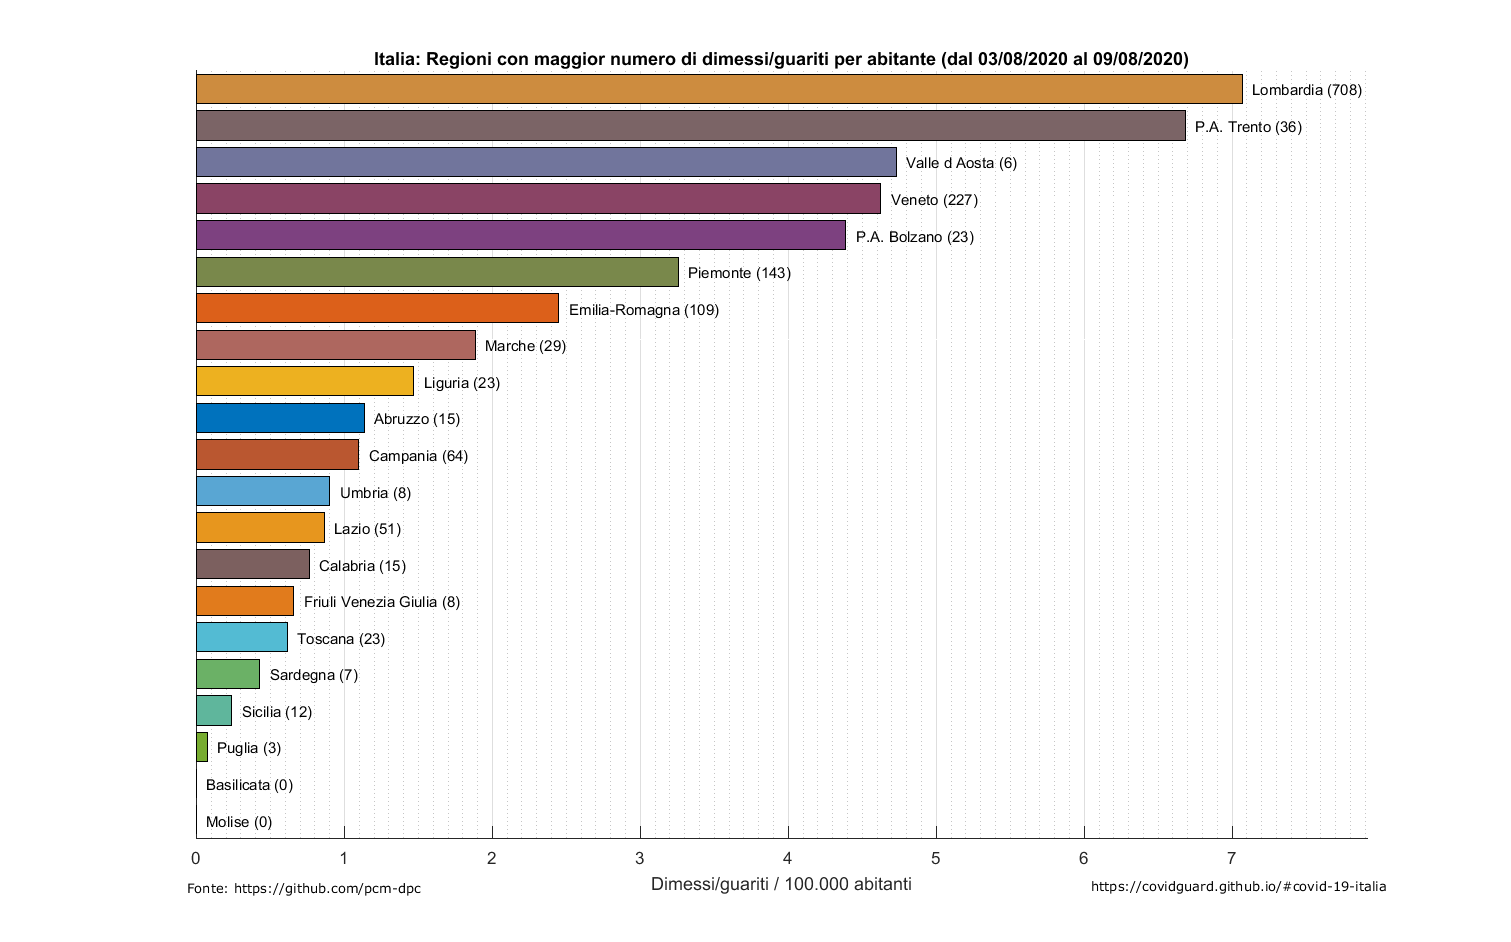 Italia: Regioni con maggior numero di dimessi/guariti per abitante (dal 03/08/2020 al 09/08/2020)
Lombardia (708)
P.A. Trento (36)
Valle d Aosta (6)
Veneto (227)
P.A. Bolzano (23)
Piemonte (143)
Emilia-Romagna (109)
Marche (29)
Liguria (23)
Abruzzo (15)
Campania (64)
Umbria (8)
Lazio (51)
Calabria (15)
Friuli Venezia Giulia (8)
Toscana (23)
Sardegna (7)
Sicilia (12)
Puglia (3)
Basilicata (0)
Molise (0)
0 1 2 3 4 5 6 7
Dimessi/guariti / 100.000 abitanti
Fonte: https://github.com/pcm-dpc
https://covidguard.github.io/#covid-19-italia